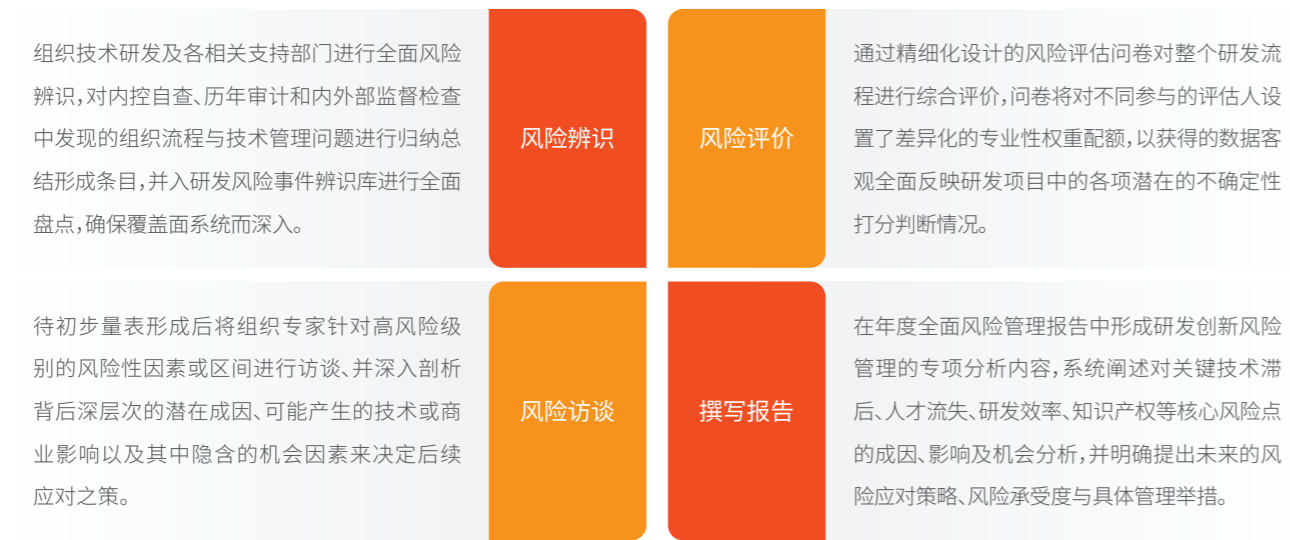 组织技术研发及各相关支持部门进行全面风险
辨识,对内控自查、历年审计和内外部监督检查
中发现的组织流程与技术管理问题进行归纳总
结形成条目,并入研发风险事件辨识库进行全面
盘点,确保覆盖面系统而深入。
风险辨识
风险评价
通过精细化设计的风险评估问卷对整个研发流
程进行综合评价,问卷将对不同参与的评估人设
置了差异化的专业性权重配额,以获得的数据客
观全面反映研发项目中的各项潜在的不确定性
打分判断情况。
待初步量表形成后将组织专家针对高风险级
别的风险性因素或区间进行访谈、并深入剖析
背后深层次的潜在成因、可能产生的技术或商
业影响以及其中隐含的机会因素来决定后续
应对之策。
风险访谈
撰写报告
在年度全面风险管理报告中形成研发创新风险
管理的专项分析内容,系统阐述对关键技术滞
后、人才流失、研发效率、知识产权等核心风险点
的成因、影响及机会分析,并明确提出未来的风
险应对策略、风险承受度与具体管理举措。